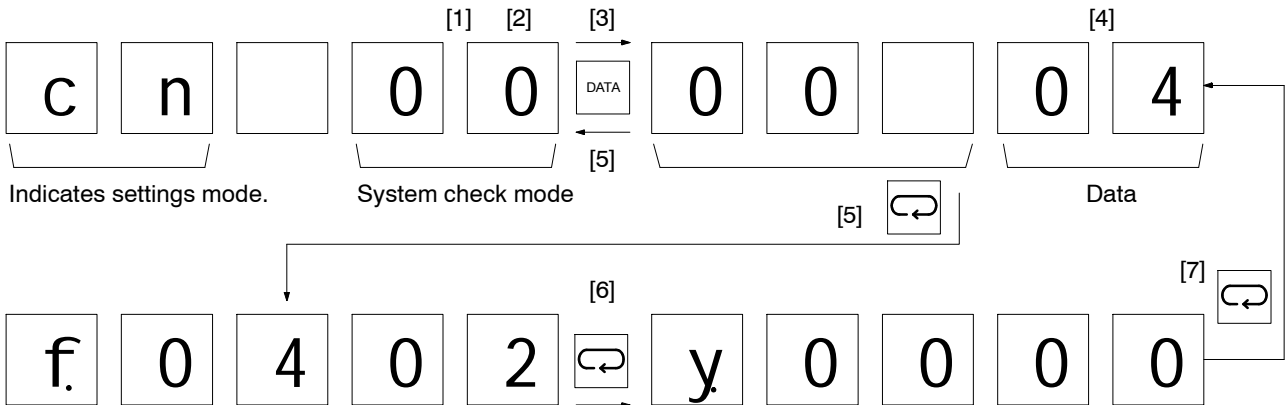 [1] [2] [3] [4]
c n 0 0 DATA 0 0 0 4
[5]
Indicates settings mode. System check mode Data
[5]
[6] [7]
f. 0 4 0 2 y. 0 0 0 0